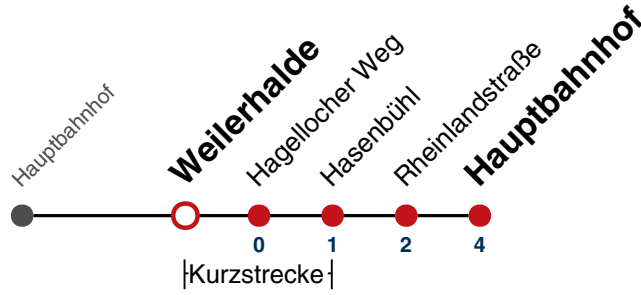 Hauptbahnhof
Weilerhalde
Hagellocher Weg
Hasenbühl
Rheinlandstraße
Hauptbahnhof
0 1 2 4
Kurzstrecke